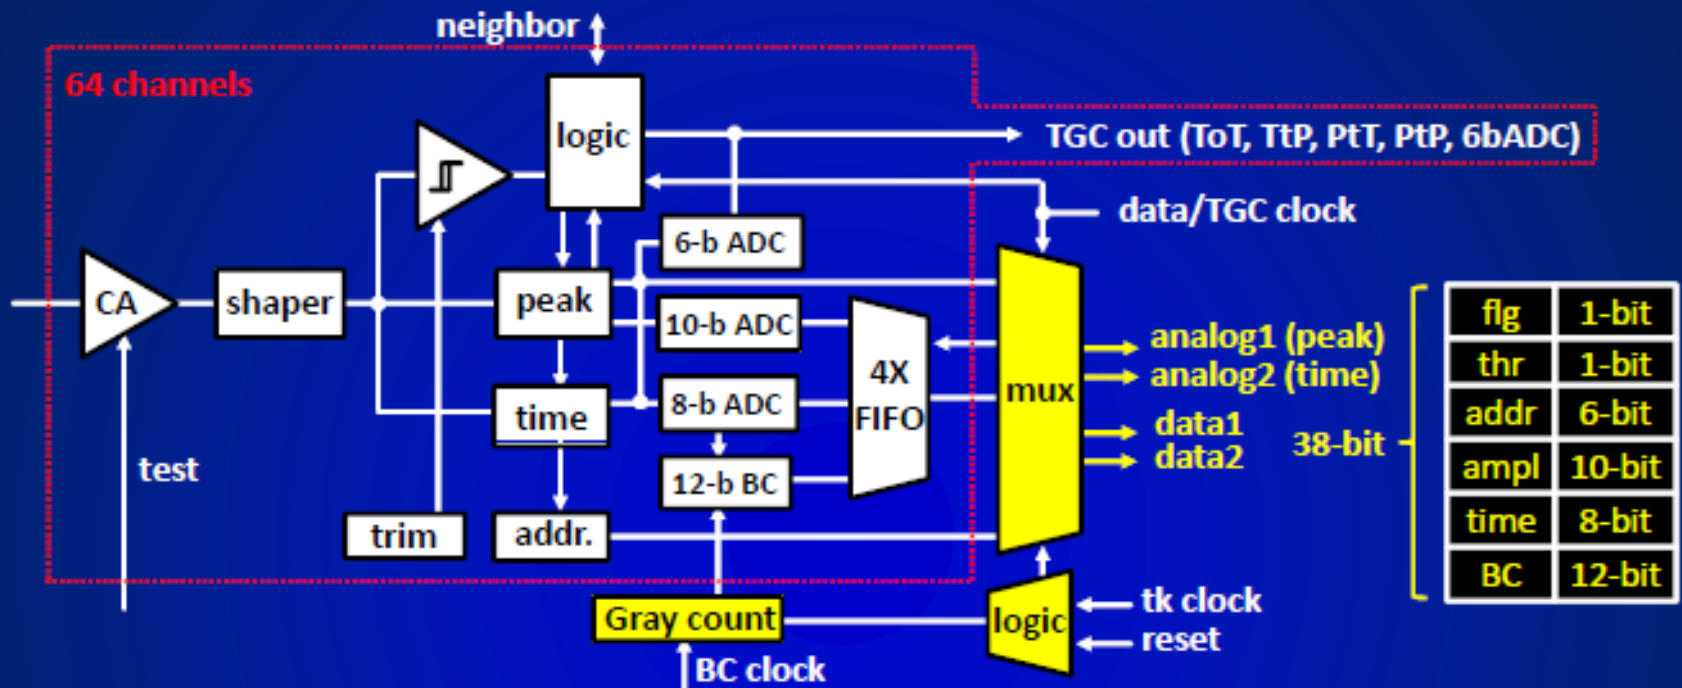 neighbor
64 channels
logic
TGC out (ToT, TtP, PtT, PtP, 6bADC)
data/TGC clock
6-b ADC
CA
shaper
peak
10-b ADC
4X
FIFO
mux
analog1 (peak)
analog2 (time)
data1
data2
time
8-b ADC
12-b BC
test
trim
addr.
Gray count
BC clock
logic
tk clock
reset
38-bit
flg 1-bit
thr 1-bit
addr 6-bit
ampl 10-bit
time 8-bit
BC 12-bit